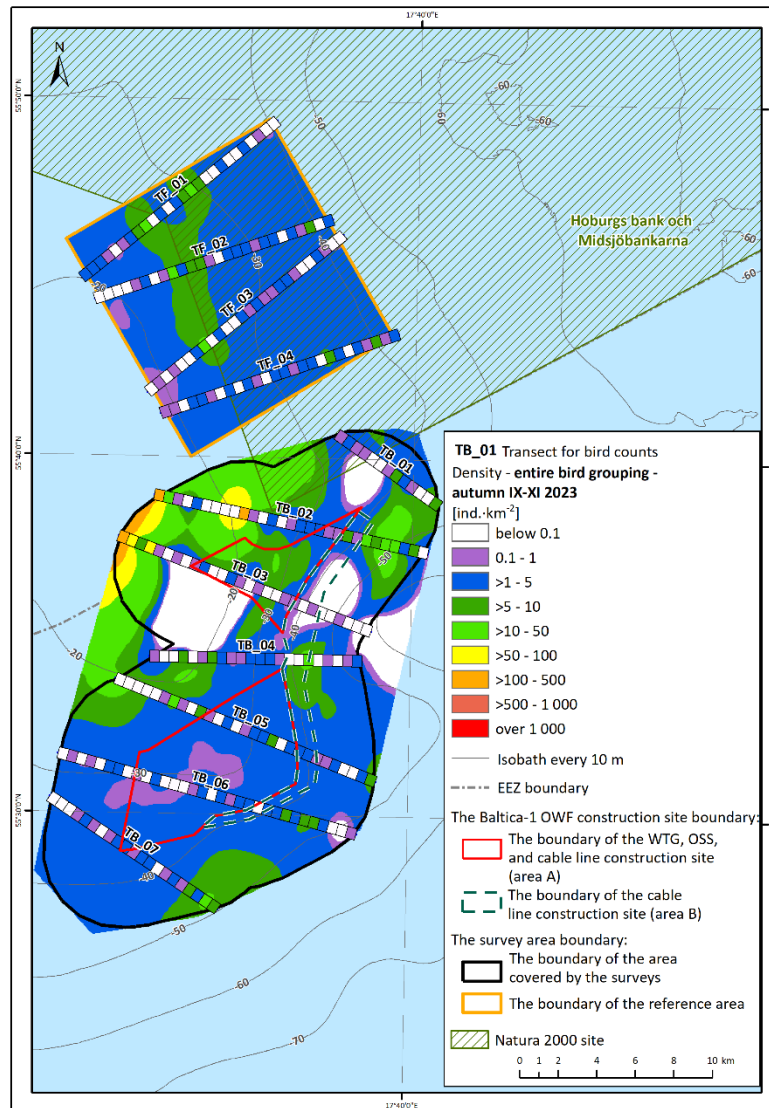 17°40'0"E
N
55°50'0"N
-60
-60
-50
TF_01
Hoburgs bank och
Midsjöbankarna
-60
-60
TF_02
-40
-30
-20
TF_03
TF_04
55°40'0"N
TB_01
TB_02
-50
TB_03
-20
-30
-40
TB_04
-20
TB_05
-30
TB_06
55°30'0"N
TB_07
-40
-50
-60
-70
TB_01 Transect for bird counts
Density - entire bird grouping -
autumn IX-XI 2023
[ind.·km-2]
below 0.1
0.1 - 1
>1 - 5
>5 - 10
>10 - 50
>50 - 100
>100 - 500
>500 - 1 000
over 1 000
Isobath every 10 m
EEZ boundary
The Baltica-1 OWF construction site boundary:
The boundary of the WTG, OSS,
and cable line construction site
(area A)
The boundary of the cable
line construction site (area B)
The survey area boundary:
The boundary of the area
covered by the surveys
The boundary of the reference area
Natura 2000 site
0 1 2 4 6 8 10 km
17°40'0"E